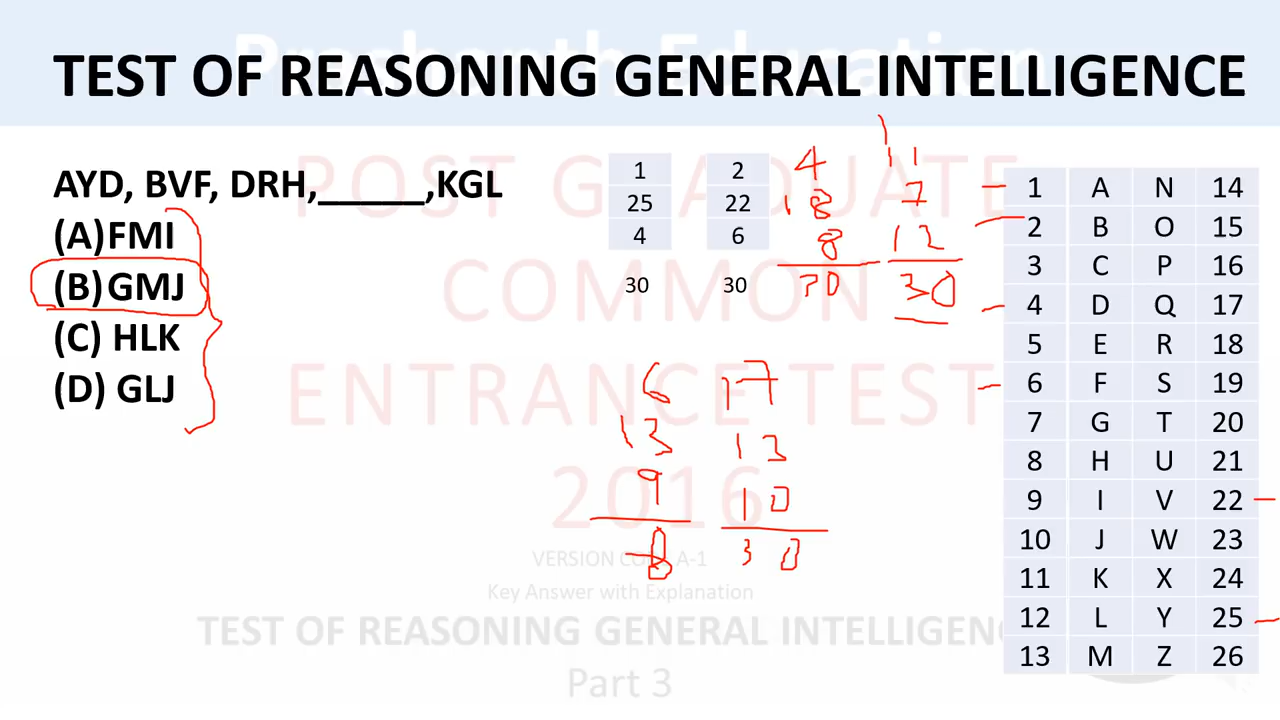 Prashanth Education
TEST OF REASONING GENERAL INTELLIGENCE
AYD, BVF, DRH,______,KGL
(A)FMI
(B)GMJ
(C) HLK
(D) GLJ
1 2
25 22
4 6
30 30
4 11
18 7
8 12
30 30
6 17
13 13
9 10
30
1 A N 14
2 B O 15
3 C P 16
4 D Q 17
5 E R 18
6 F S 19
7 G T 20
8 H U 21
9 I V 22
10 J W 23
11 K X 24
12 L Y 25
13 M Z 26
POST GRADUATE
COMMON
ENTRANCE TEST
2016
VERSION A-1
Key Answer with Explanation
TEST OF REASONING GENERAL INTELLIGENCE
Part 3